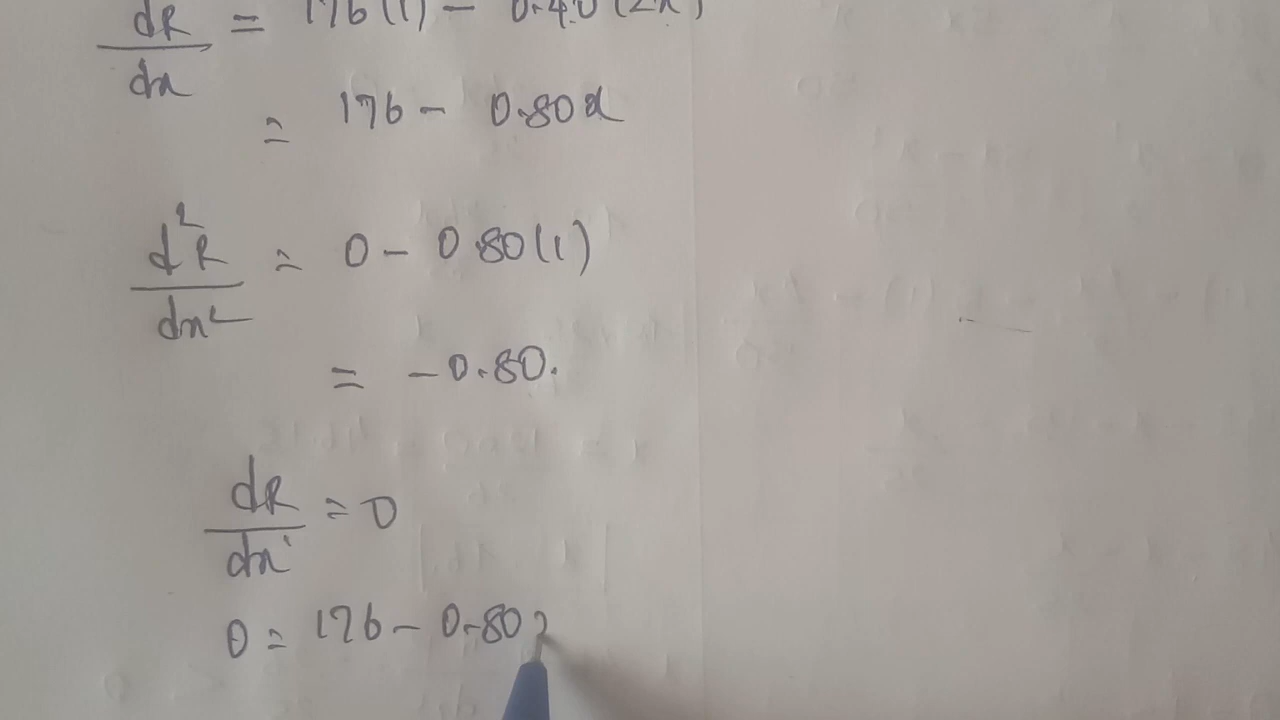 dR/dx = 176(1) - 0.40(2x)
= 176 - 0.80x
d²R/dx² = 0 - 0.80(1)
= -0.80.
dR/dx = 0
0 = 176 - 0.80x